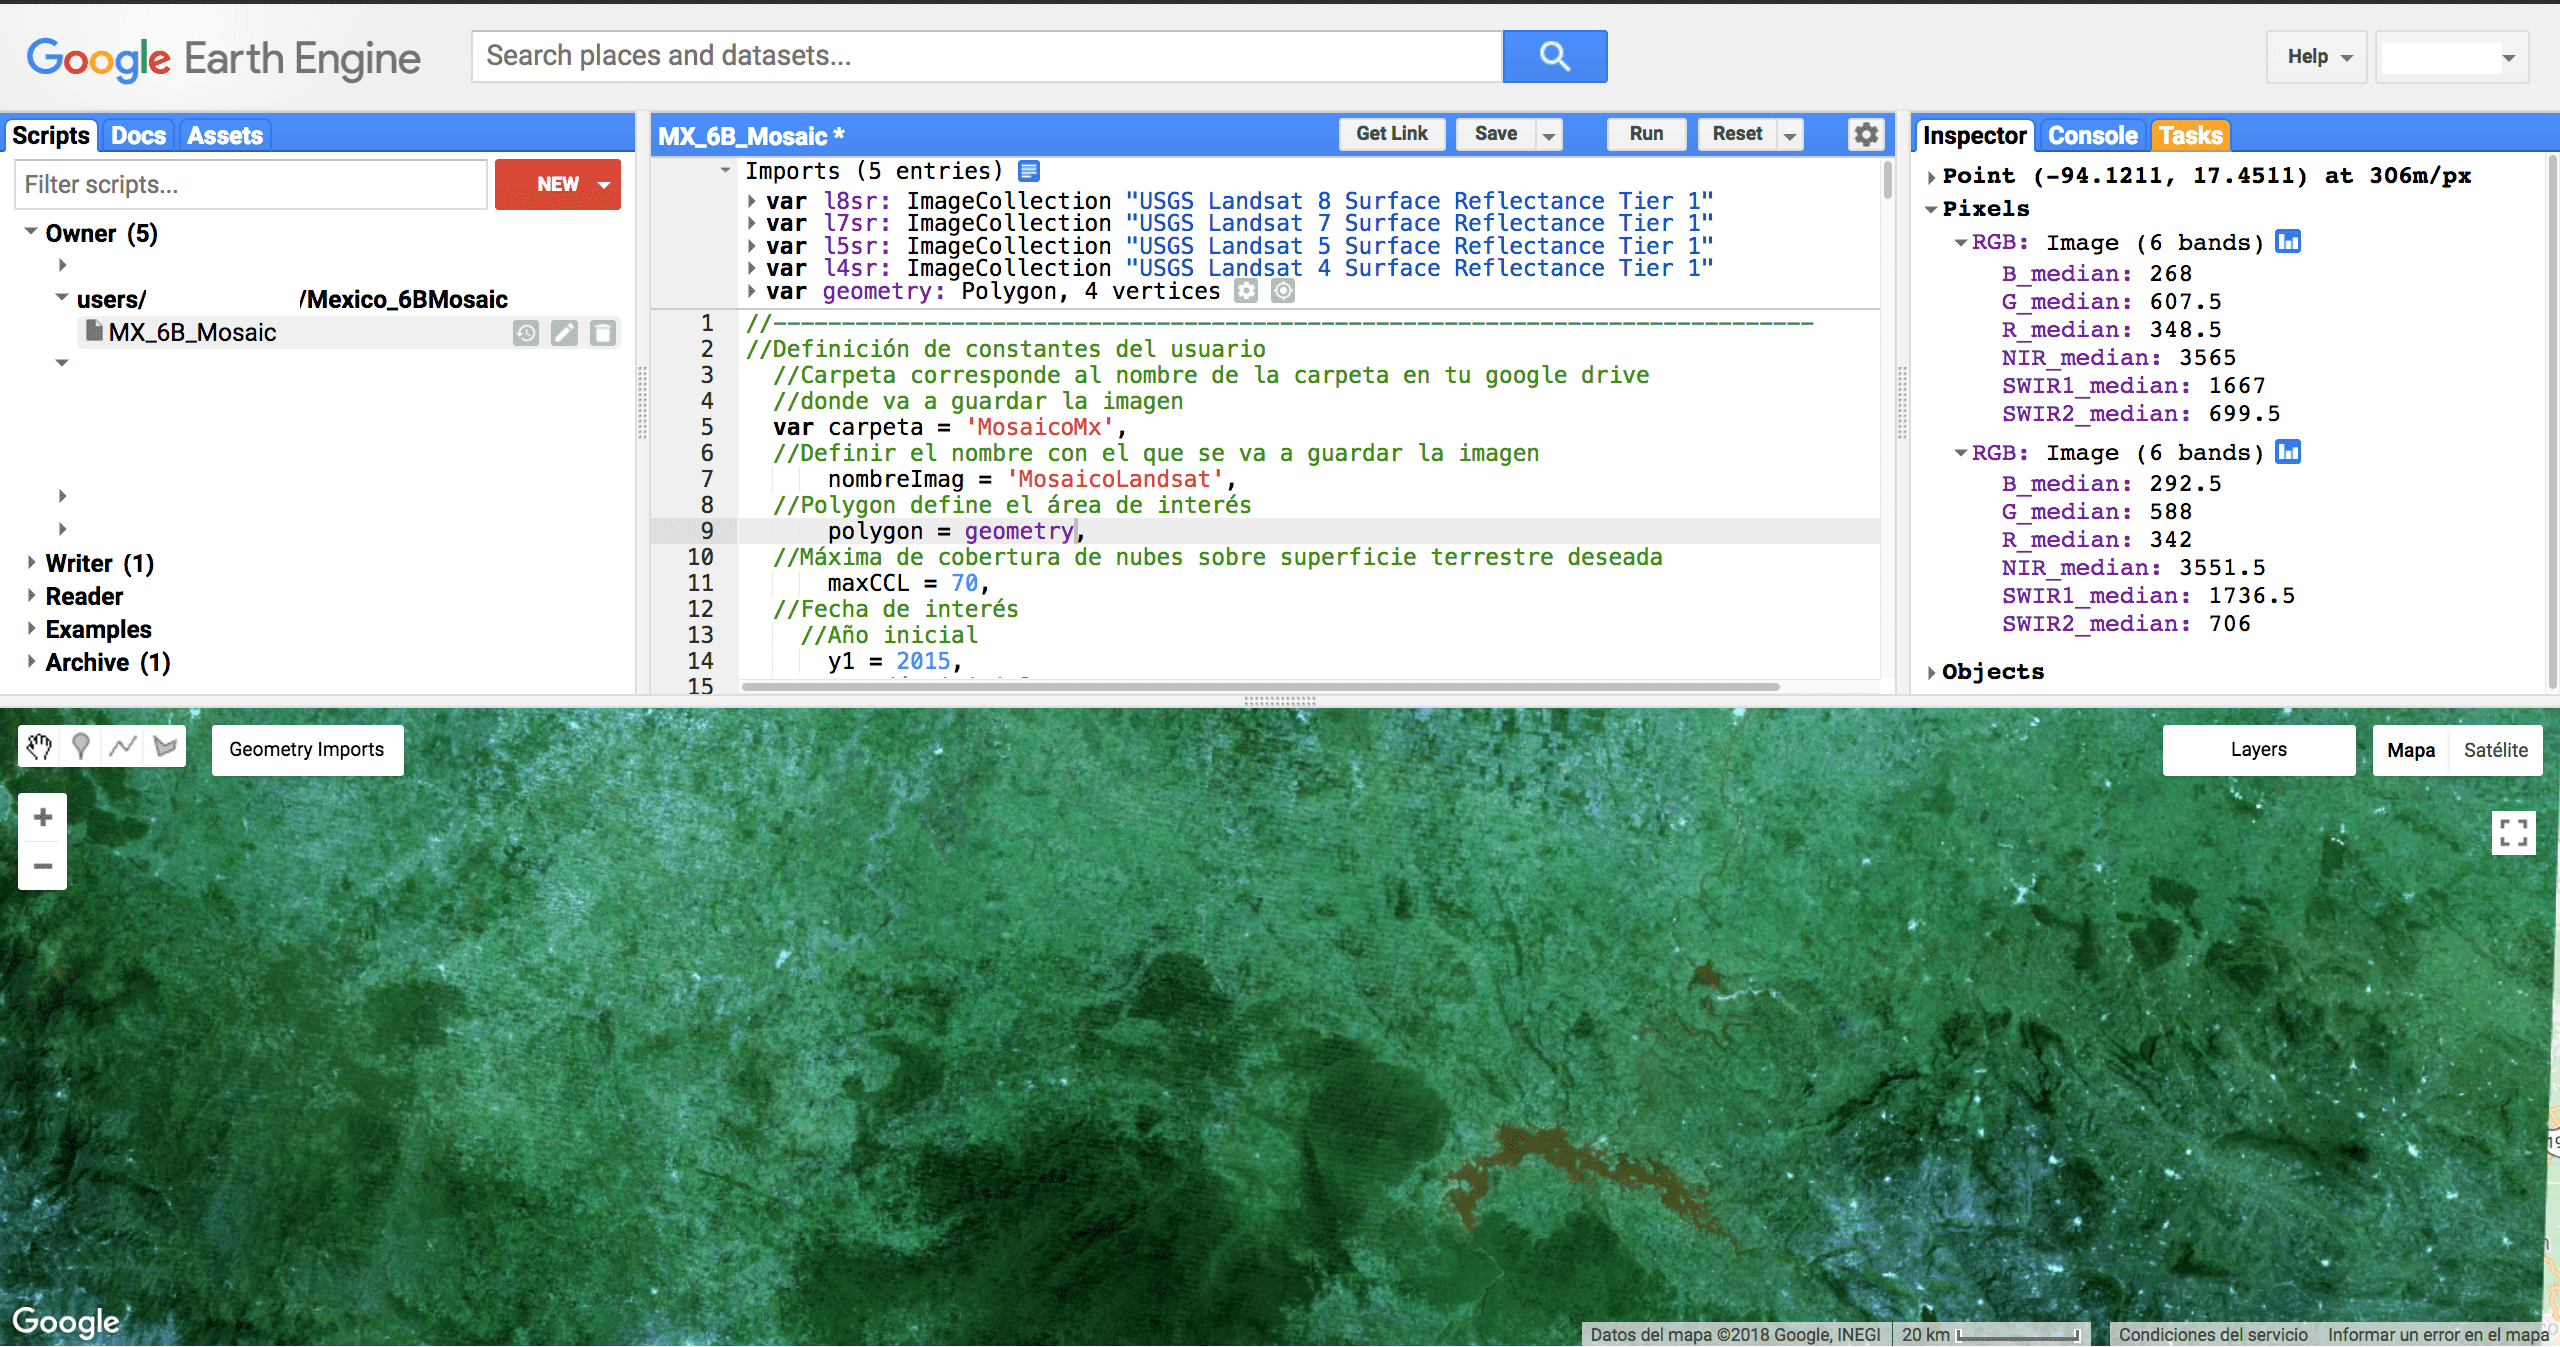 Google Earth Engine
Search places and datasets...
Help
Scripts
Docs
Assets
Filter scripts...
NEW
Owner (5)
users/ /Mexico_6BMosaic
MX_6B_Mosaic
Writer (1)
Reader
Examples
Archive (1)
MX_6B_Mosaic *
Get Link
Save
Run
Reset
Imports (5 entries)
var l8sr: ImageCollection "USGS Landsat 8 Surface Reflectance Tier 1"
var l7sr: ImageCollection "USGS Landsat 7 Surface Reflectance Tier 1"
var l5sr: ImageCollection "USGS Landsat 5 Surface Reflectance Tier 1"
var l4sr: ImageCollection "USGS Landsat 4 Surface Reflectance Tier 1"
var geometry: Polygon, 4 vertices
1 //----------------------------------------------------------------------------
2 //Definición de constantes del usuario
3 //Carpeta corresponde al nombre de la carpeta en tu google drive
4 //donde va a guardar la imagen
5 var carpeta = 'MosaicoMx',
6 //Definir el nombre con el que se va a guardar la imagen
7 nombreImag = 'MosaicoLandsat',
8 //Polygon define el área de interés
9 polygon = geometry,
10 //Máxima de cobertura de nubes sobre superficie terrestre deseada
11 maxCCL = 70,
12 //Fecha de interés
13 //Año inicial
14 y1 = 2015,
15
Inspector
Console
Tasks
Point (-94.1211, 17.4511) at 306m/px
Pixels
RGB: Image (6 bands)
B_median: 268
G_median: 607.5
R_median: 348.5
NIR_median: 3565
SWIR1_median: 1667
SWIR2_median: 699.5
RGB: Image (6 bands)
B_median: 292.5
G_median: 588
R_median: 342
NIR_median: 3551.5
SWIR1_median: 1736.5
SWIR2_median: 706
Objects
Geometry Imports
Layers
Mapa
Satélite
Google
Datos del mapa ©2018 Google, INEGI
20 km
Condiciones del servicio
Informar un error en el mapa